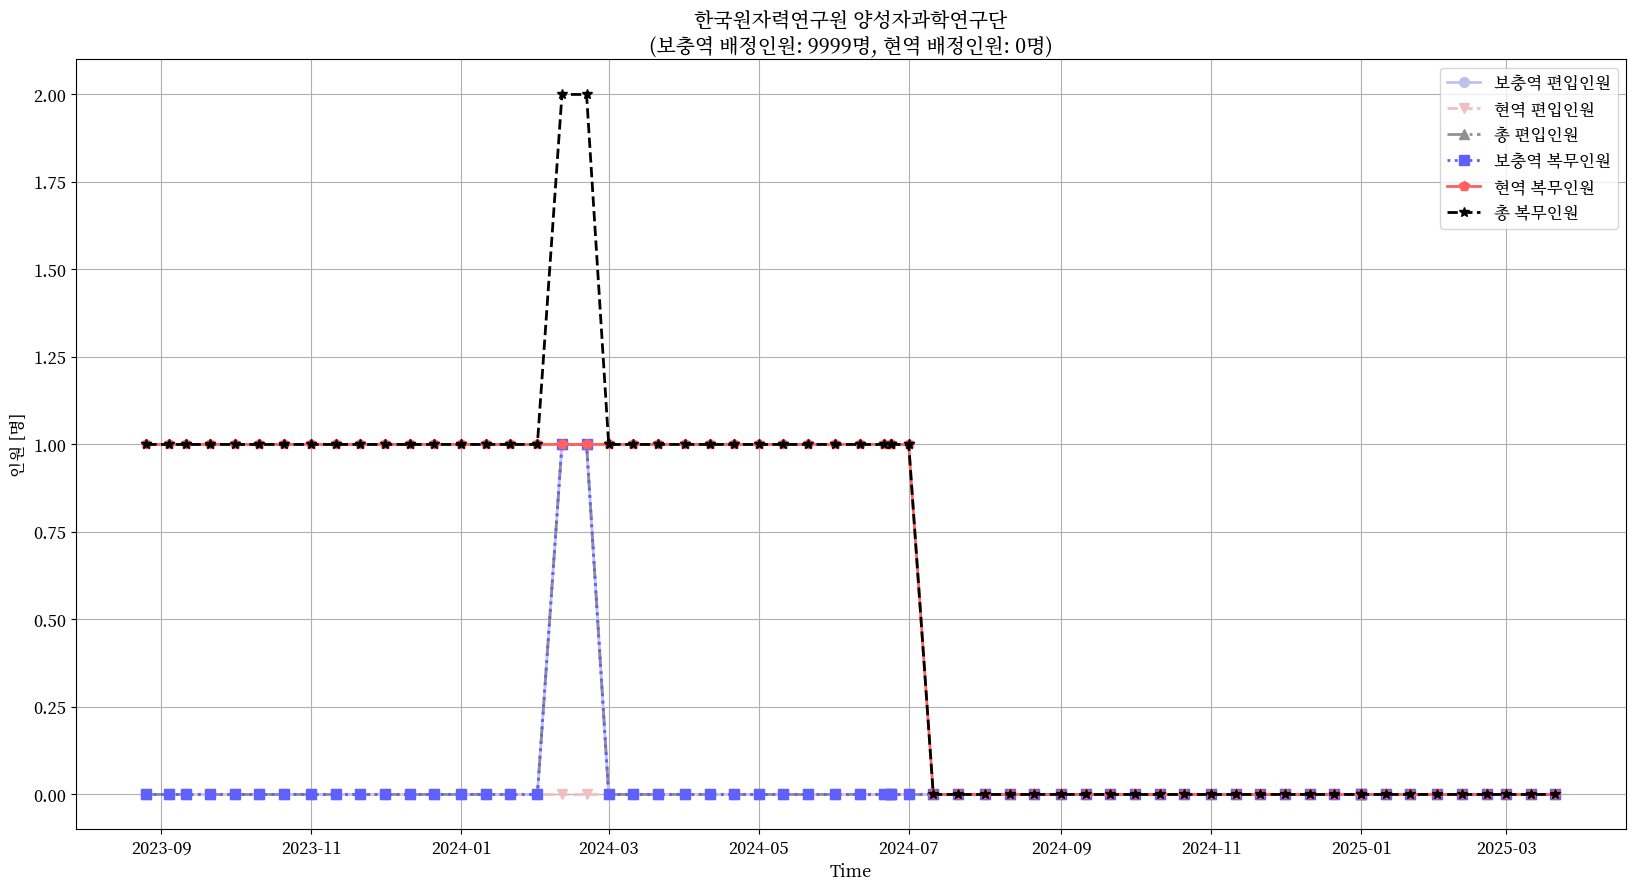 한국원자력연구원 양성자과학연구단
(보충역 배정인원: 9999명, 현역 배정인원: 0명)
보충역 편입인원
현역 편입인원
총 편입인원
보충역 복무인원
현역 복무인원
총 복무인원
인원 [명]
2.00
1.75
1.50
1.25
1.00
0.75
0.50
0.25
0.00
2023-09
2023-11
2024-01
2024-03
2024-05
2024-07
2024-09
2024-11
2025-01
2025-03
Time